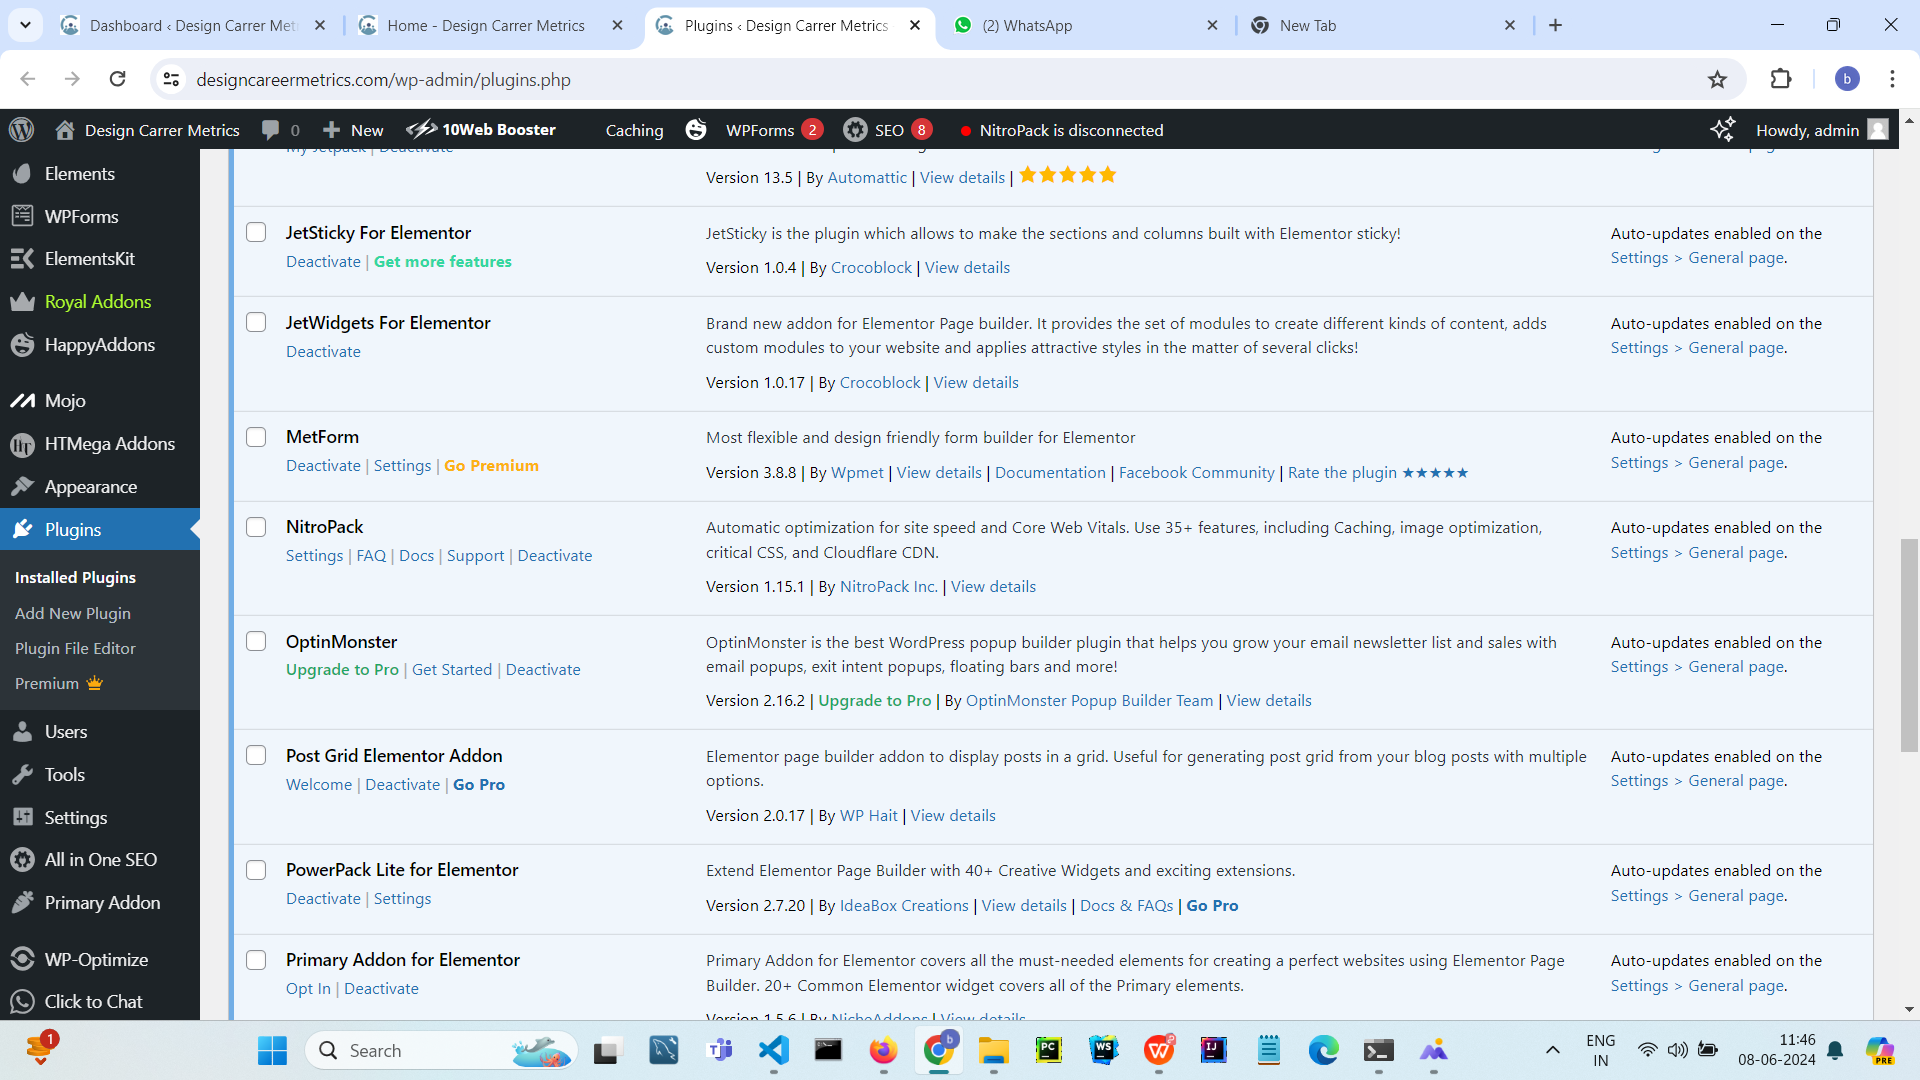 Dashboard ‹ Design Carrer Met
Home - Design Carrer Metrics
Plugins ‹ Design Carrer Metrics
(2) WhatsApp
New Tab
designcareermetrics.com/wp-admin/plugins.php
b
Design Carrer Metrics
0
New
10Web Booster
Caching
WPForms 2
SEO 8
NitroPack is disconnected
Howdy, admin
Elements
WPForms
ElementsKit
Royal Addons
HappyAddons
Mojo
HTMega Addons
Appearance
Plugins
Installed Plugins
Add New Plugin
Plugin File Editor
Premium
Users
Tools
Settings
All in One SEO
Primary Addon
WP-Optimize
Click to Chat
My Jetpack | Deactivate
Version 13.5 | By Automattic | View details |
JetSticky For Elementor
Deactivate | Get more features
JetSticky is the plugin which allows to make the sections and columns built with Elementor sticky!
Version 1.0.4 | By Crocoblock | View details
Auto-updates enabled on the
Settings > General page.
JetWidgets For Elementor
Deactivate
Brand new addon for Elementor Page builder. It provides the set of modules to create different kinds of content, adds
custom modules to your website and applies attractive styles in the matter of several clicks!
Version 1.0.17 | By Crocoblock | View details
Auto-updates enabled on the
Settings > General page.
MetForm
Deactivate | Settings | Go Premium
Most flexible and design friendly form builder for Elementor
Version 3.8.8 | By Wpmet | View details | Documentation | Facebook Community | Rate the plugin ★★★★★
Auto-updates enabled on the
Settings > General page.
NitroPack
Settings | FAQ | Docs | Support | Deactivate
Automatic optimization for site speed and Core Web Vitals. Use 35+ features, including Caching, image optimization,
critical CSS, and Cloudflare CDN.
Version 1.15.1 | By NitroPack Inc. | View details
Auto-updates enabled on the
Settings > General page.
OptinMonster
Upgrade to Pro | Get Started | Deactivate
OptinMonster is the best WordPress popup builder plugin that helps you grow your email newsletter list and sales with
email popups, exit intent popups, floating bars and more!
Version 2.16.2 | Upgrade to Pro | By OptinMonster Popup Builder Team | View details
Auto-updates enabled on the
Settings > General page.
Post Grid Elementor Addon
Welcome | Deactivate | Go Pro
Elementor page builder addon to display posts in a grid. Useful for generating post grid from your blog posts with multiple
options.
Version 2.0.17 | By WP Hait | View details
Auto-updates enabled on the
Settings > General page.
PowerPack Lite for Elementor
Deactivate | Settings
Extend Elementor Page Builder with 40+ Creative Widgets and exciting extensions.
Version 2.7.20 | By IdeaBox Creations | View details | Docs & FAQs | Go Pro
Auto-updates enabled on the
Settings > General page.
Primary Addon for Elementor
Opt In | Deactivate
Primary Addon for Elementor covers all the must-needed elements for creating a perfect websites using Elementor Page
Builder. 20+ Common Elementor widget covers all of the Primary elements.
Version 1.5.6 | By NicheAddons | View details
Auto-updates enabled on the
Settings > General page.
1
Search
ENG
IN
11:46
08-06-2024
PRE